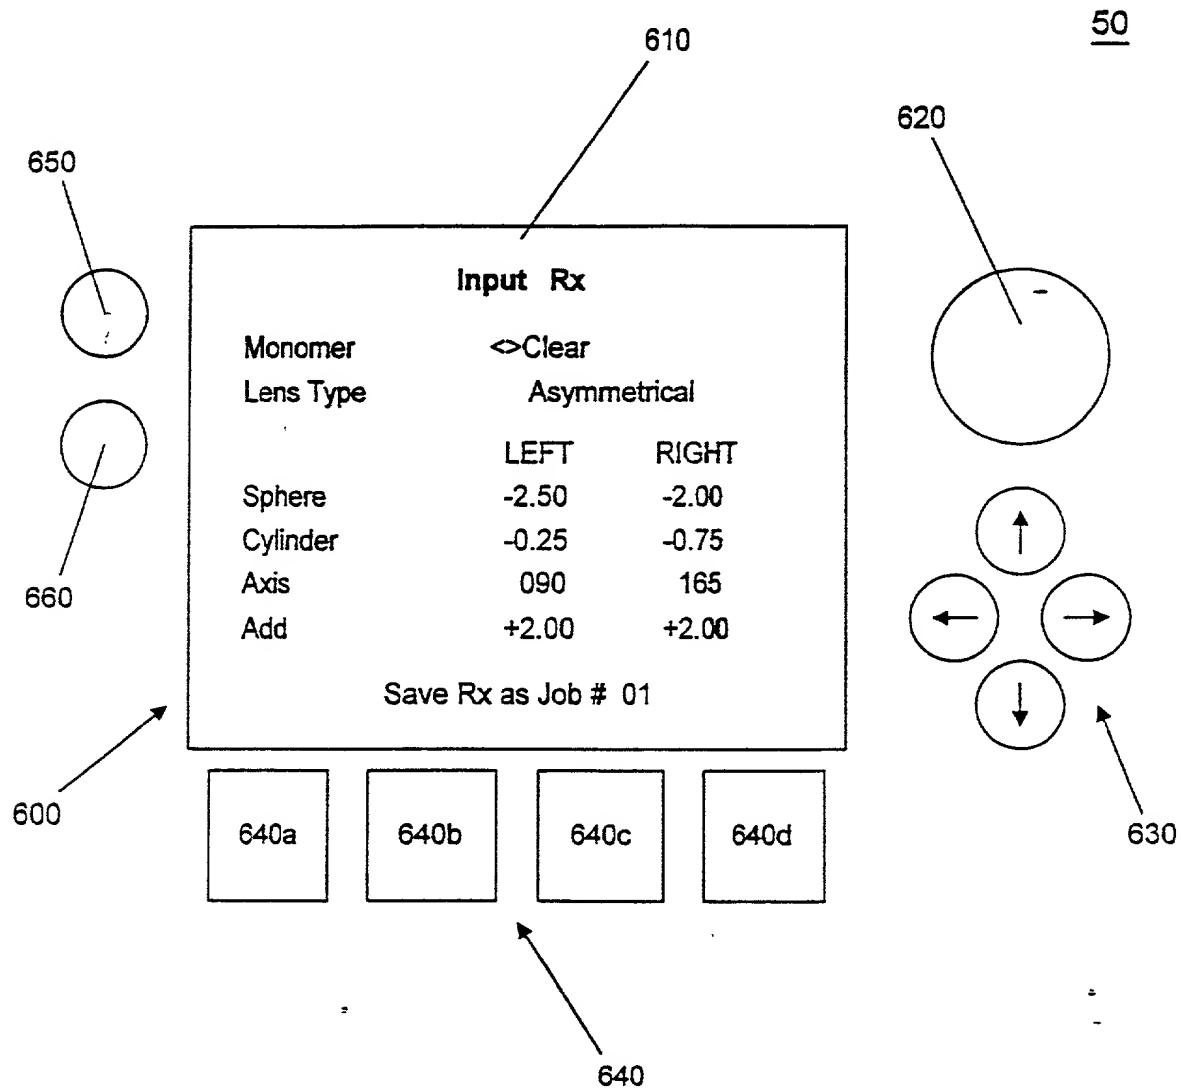 50
610
620
650
Input Rx
Monomer <>Clear
Lens Type Asymmetrical
LEFT RIGHT
Sphere -2.50 -2.00
Cylinder -0.25 -0.75
660
Axis 090 165
Add +2.00 +2.00
Save Rx as Job # 01
600
640a 640b 640c 640d
630
640